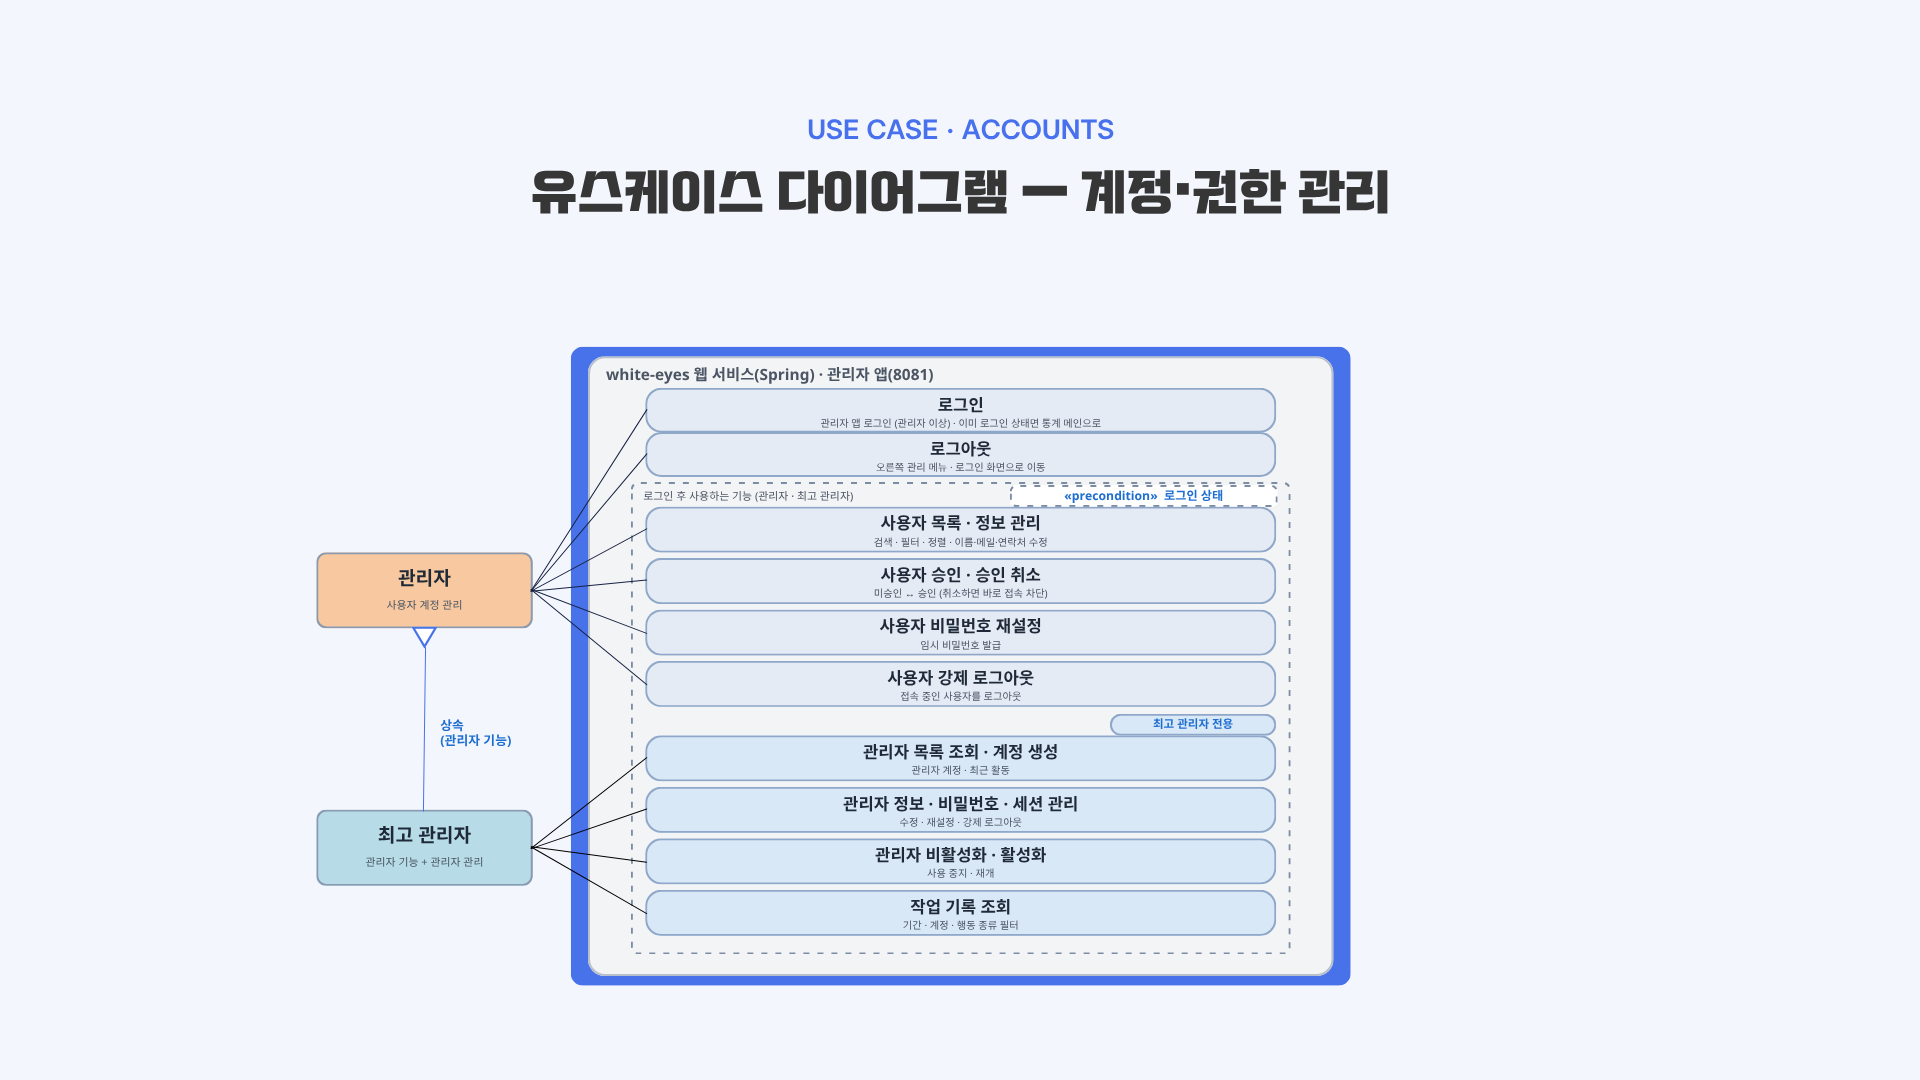 USE CASE · ACCOUNTS
유스케이스 다이어그램 — 계정·권한 관리
white-eyes 웹 서비스(Spring) · 관리자 앱(8081)
로그인
관리자 앱 로그인 (관리자 이상) · 이미 로그인 상태면 통계 메인으로
로그아웃
오른쪽 관리 메뉴 · 로그인 화면으로 이동
로그인 후 사용하는 기능 (관리자 · 최고 관리자)
«precondition» 로그인 상태
사용자 목록 · 정보 관리
검색 · 필터 · 정렬 · 이름·메일·연락처 수정
사용자 승인 · 승인 취소
미승인 ↔ 승인 (취소하면 바로 접속 차단)
사용자 비밀번호 재설정
임시 비밀번호 발급
사용자 강제 로그아웃
접속 중인 사용자를 로그아웃
관리자
사용자 계정 관리
상속
(관리자 기능)
최고 관리자
관리자 기능 + 관리자 관리
최고 관리자 전용
관리자 목록 조회 · 계정 생성
관리자 계정 · 최근 활동
관리자 정보 · 비밀번호 · 세션 관리
수정 · 재설정 · 강제 로그아웃
관리자 비활성화 · 활성화
사용 중지 · 재개
작업 기록 조회
기간 · 계정 · 행동 종류 필터